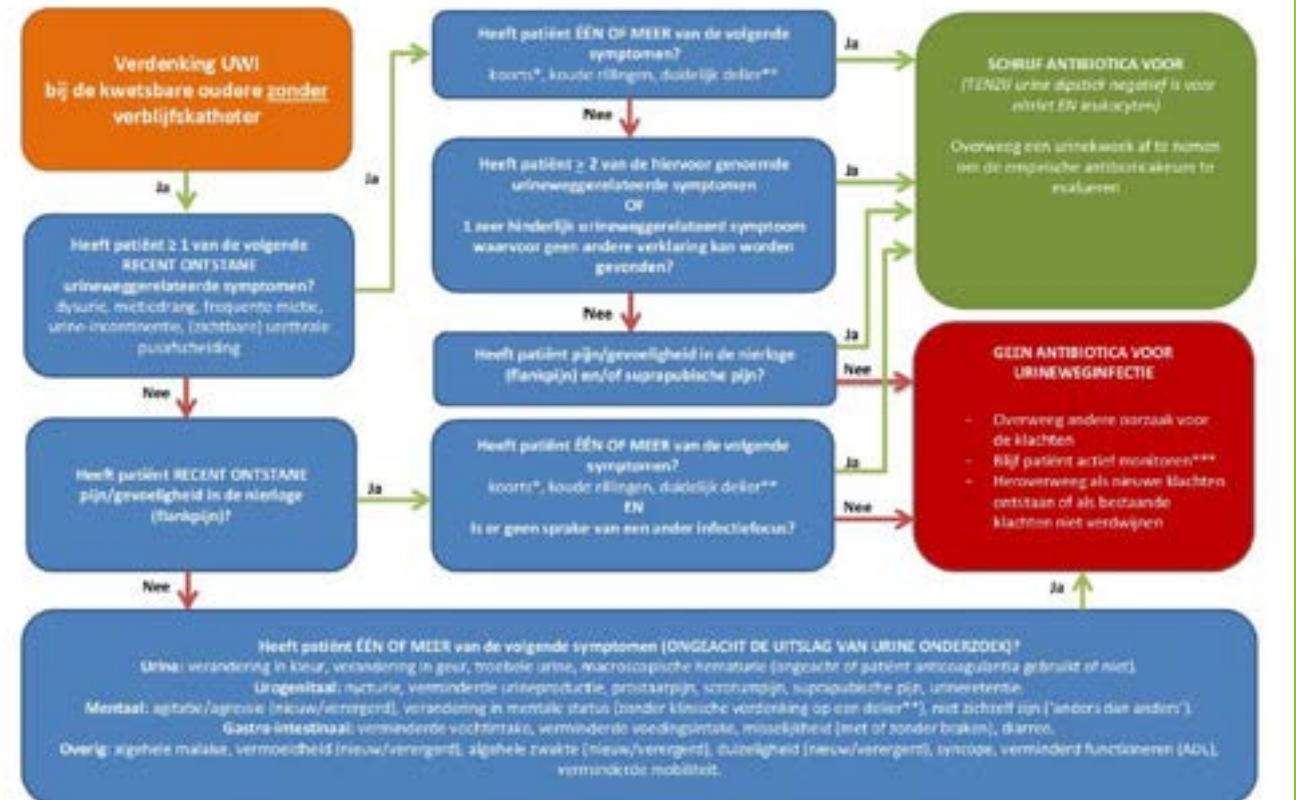 Verdenking UWI
bij de kwetsbare oudere zonder
verblijfskatheter
Ja
Heeft patiënt ≥ 1 van de volgende
RECENT ONTSTANE
urineweggerelateerde symptomen?
dysurie, mictiedrang, frequente mictie,
urine-incontinentie, (zichtbare) urethrale
pusafscheiding
Nee
Heeft patiënt RECENT ONTSTANE
pijn/gevoeligheid in de nierloge
(flankpijn)?
Ja
Ja
Heeft patiënt ÉÉN OF MEER van de volgende
symptomen?
koorts*, koude rillingen, duidelijk delier**
Ja
Nee
Heeft patiënt ≥ 2 van de hiervoor genoemde
urineweggerelateerde symptomen
OF
1 zeer hinderlijk urineweggerelateerd symptoom
waarvoor geen andere verklaring kan worden
gevonden?
Ja
Nee
Heeft patiënt pijn/gevoeligheid in de nierloge
(flankpijn) en/of suprapubische pijn?
Ja
Nee
Heeft patiënt ÉÉN OF MEER van de volgende
symptomen?
koorts*, koude rillingen, duidelijk delier**
EN
Is er geen sprake van een ander infectiefocus?
Ja
Nee
SCHRIJF ANTIBIOTICA VOOR
(TENZIJ urine dipstick negatief is voor
nitriet EN leukocyten)
Overweeg een urinekweek af te nemen
om de empirische antibioticakeuze te
evalueren
GEEN ANTIBIOTICA VOOR
URINEWEGINFECTIE
- Overweeg andere oorzaak voor
de klachten
- Blijf patiënt actief monitoren***
- Heroverweeg als nieuwe klachten
ontstaan of als bestaande
klachten niet verdwijnen
Nee
Ja
Heeft patiënt ÉÉN OF MEER van de volgende symptomen (ONGEACHT DE UITSLAG VAN URINE ONDERZOEK)?
Urine: verandering in kleur, verandering in geur, troebele urine, macroscopische hematurie (ongeacht of patiënt anticoagulantia gebruikt of niet).
Urogenitaal: nycturie, verminderde urineproductie, prostaatpijn, scrotumpijn, suprapubische pijn, urineretentie.
Mentaal: agitatie/agressie (nieuw/verergerd), verandering in mentale status (zonder klinische verdenking op een delier**), niet zichzelf zijn ('anders dan anders').
Gastro-intestinaal: verminderde vochtintake, verminderde voedingsintake, misselijkheid (met of zonder braken), diarree.
Overig: algehele malaise, vermoeidheid (nieuw/verergerd), algehele zwakte (nieuw/verergerd), duizeligheid (nieuw/verergerd), syncope, verminderd functioneren (ADL),
verminderde mobiliteit.